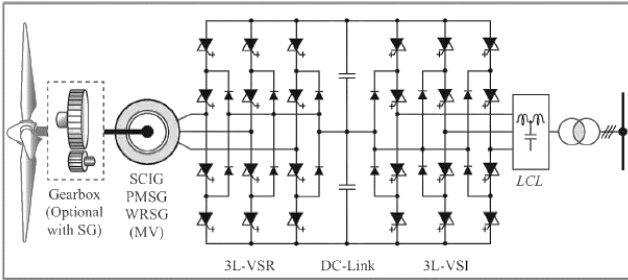 Gearbox
(Optional
with SG)
SCIG
PMSG
WRSG
(MV)
3L-VSR
DC-Link
3L-VSI
LCL